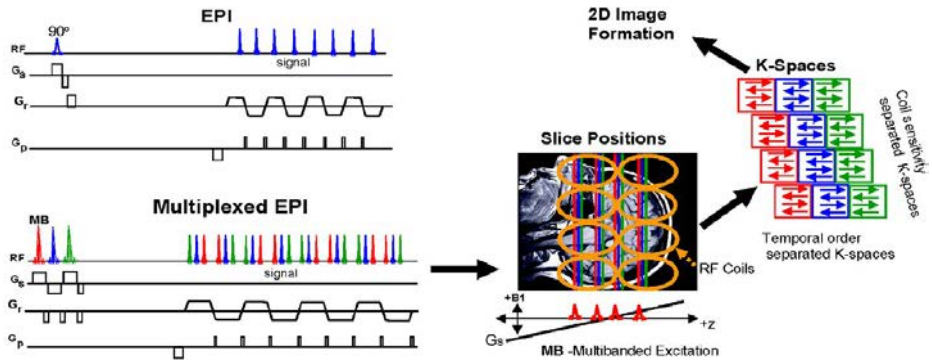 EPI
90º
RF
signal
Gs
Gr
Gp
Multiplexed EPI
MB
RF
signal
Gs
Gr
Gp
2D Image
Formation
K-Spaces
Coil sensitivity
separated K-spaces
Temporal order
separated K-spaces
Slice Positions
RF Coils
+B1
+z
Gs
MB -Multibanded Excitation